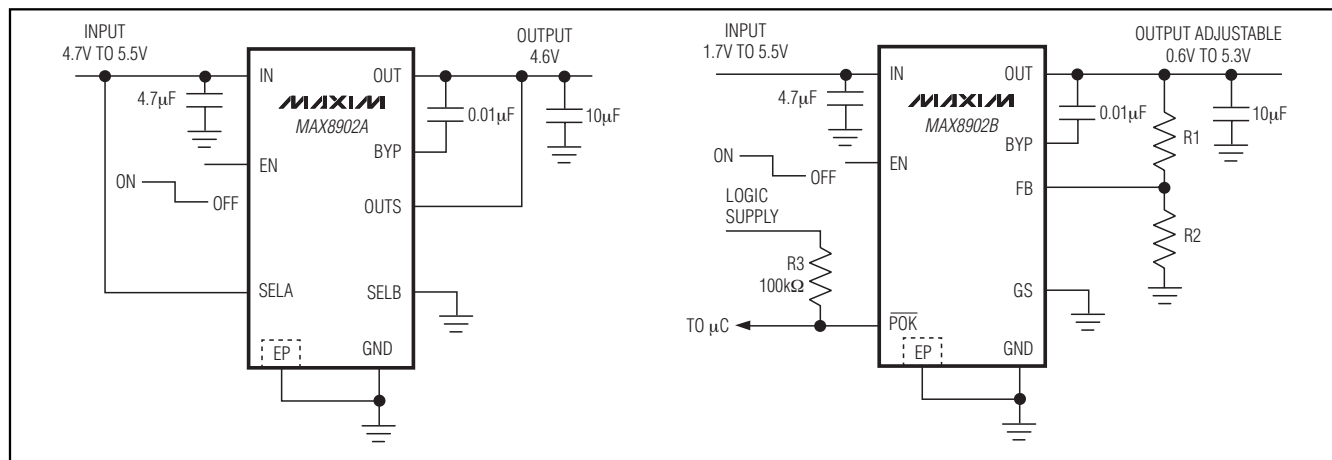 INPUT
4.7V TO 5.5V
OUTPUT
4.6V
IN
OUT
4.7µF
MAXIM
MAX8902A
0.01µF
10µF
BYP
EN
ON
OFF
OUTS
SELA
SELB
EP
GND
INPUT
1.7V TO 5.5V
OUTPUT ADJUSTABLE
0.6V TO 5.3V
IN
OUT
4.7µF
MAXIM
MAX8902B
0.01µF
10µF
R1
BYP
ON
OFF
EN
FB
LOGIC
SUPPLY
R2
R3
100kΩ
GS
TO µC
POK
EP
GND